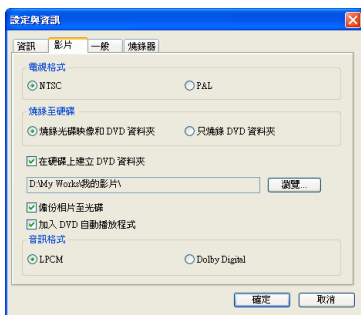 設定與資訊
資訊 影片 一般 燒錄器
電視格式
NTSC PAL
燒錄至硬碟
燒錄光碟映像和 DVD 資料夾 只燒錄 DVD 資料夾
在硬碟上建立 DVD 資料夾
D:\My Works\我的影片\ 瀏覽...
備份相片至光碟
加入 DVD 自動播放程式
音訊格式
LPCM Dolby Digital
確定 取消